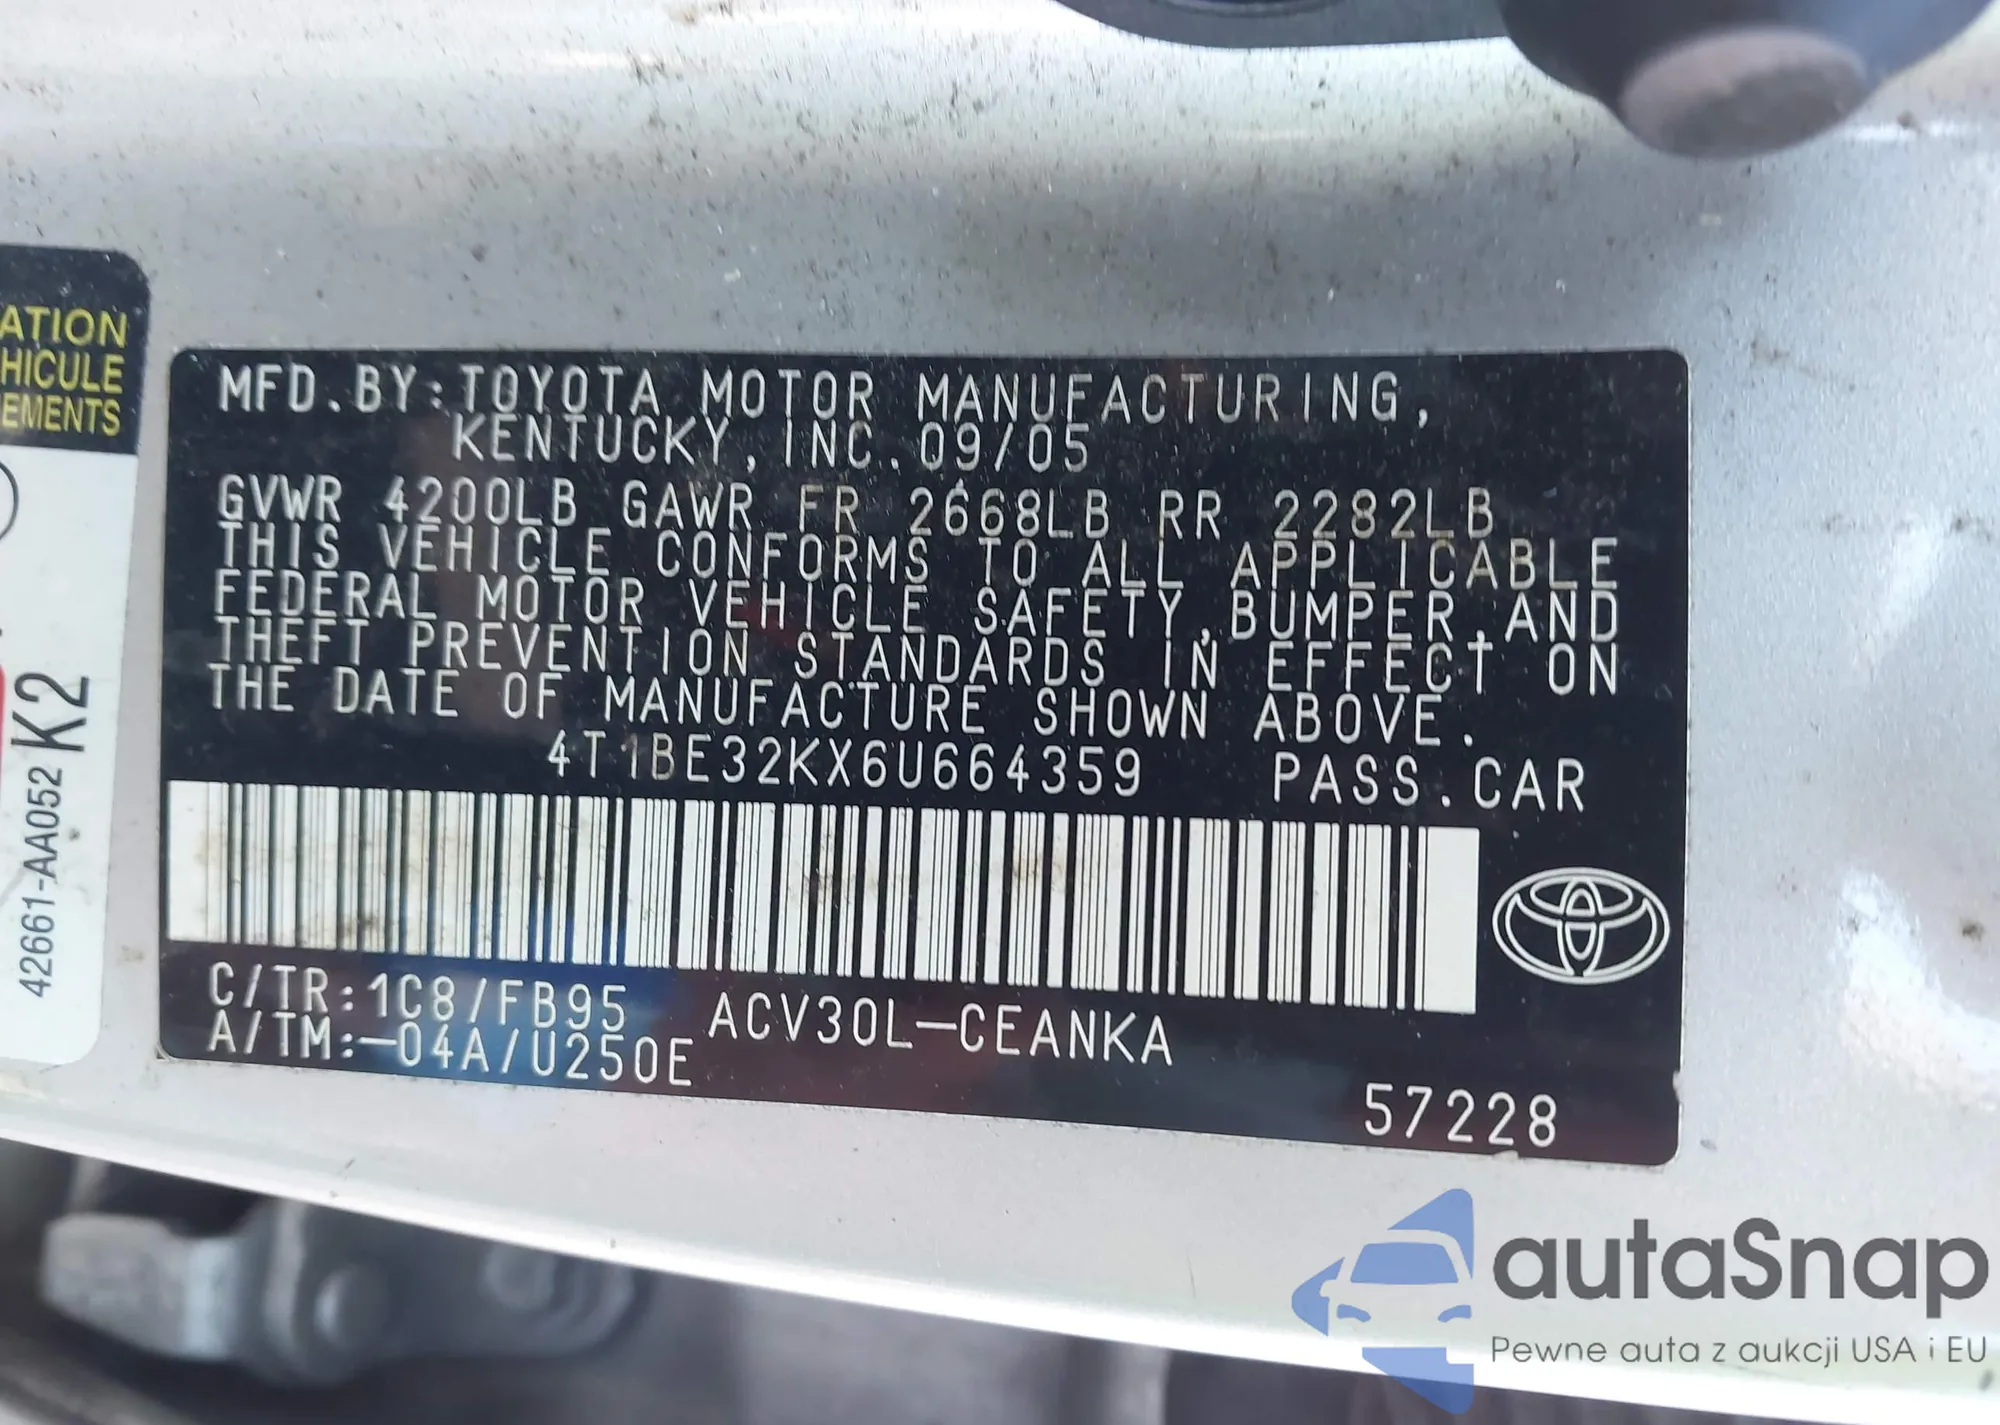 ATION
HICULE
EMENTS
K2
42661-AA052
MFD.BY:TOYOTA MOTOR MANUFACTURING,
KENTUCKY,INC.09/05
GVWR 4200LB GAWR FR 2668LB RR 2282LB
THIS VEHICLE CONFORMS TO ALL APPLICABLE
FEDERAL MOTOR VEHICLE SAFETY,BUMPER,AND
THEFT PREVENTION STANDARDS IN EFFECT ON
THE DATE OF MANUFACTURE SHOWN ABOVE.
4T1BE32KX6U664359 PASS.CAR
C/TR:1C8/FB95 ACV30L-CEANKA
A/TM:-04A/U250E
57228
autaSnap
Pewne auta z aukcji USA i EU